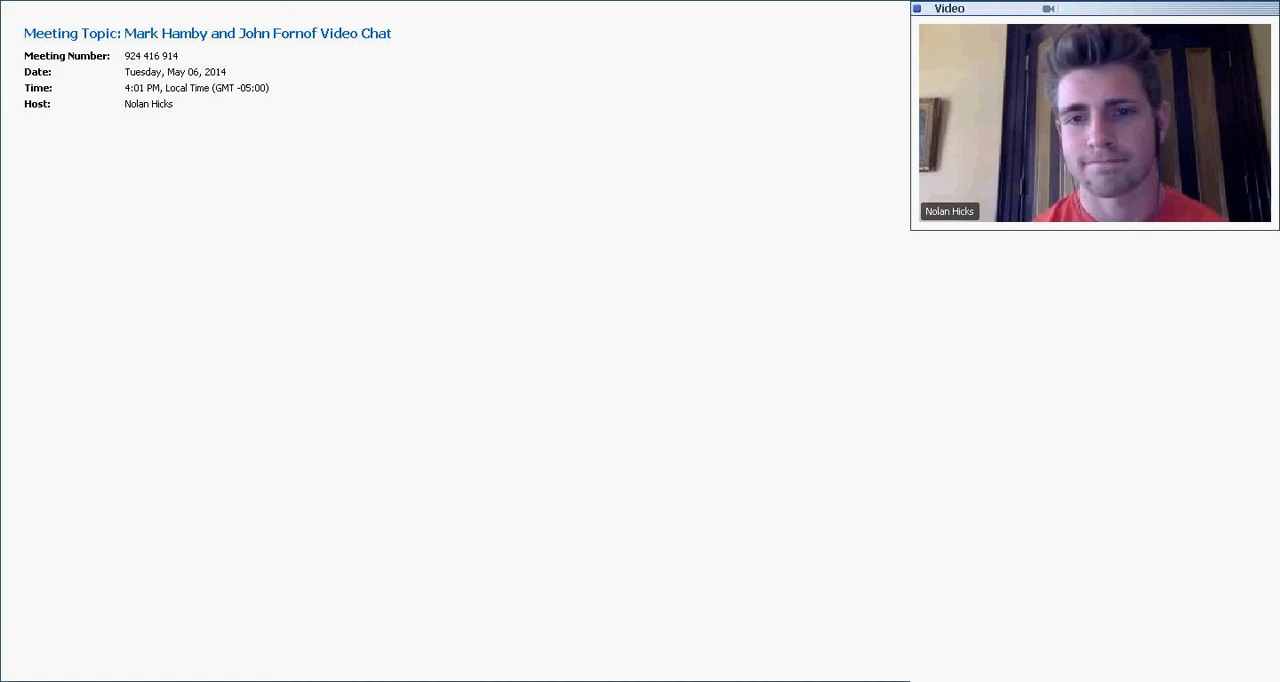 Meeting Topic: Mark Hamby and John Fornof Video Chat
Meeting Number: 924 416 914
Date: Tuesday, May 06, 2014
Time: 4:01 PM, Local Time (GMT -05:00)
Host: Nolan Hicks
Video
Nolan Hicks